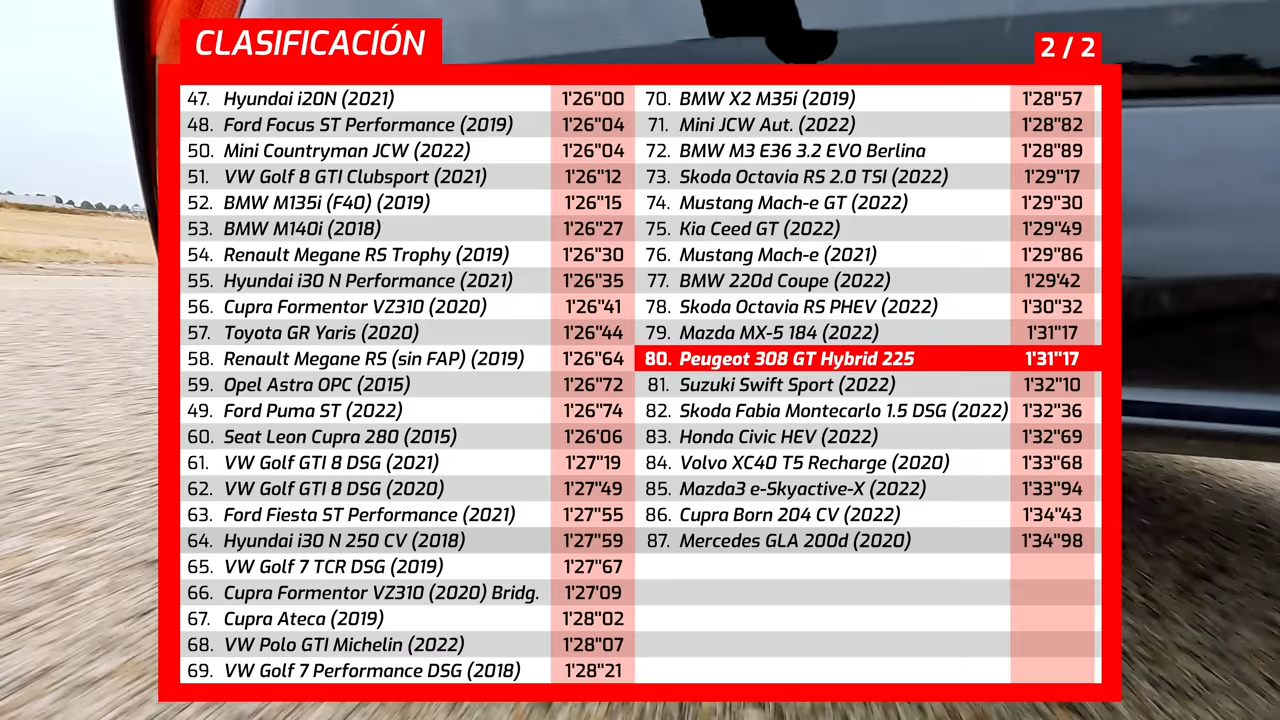 CLASIFICACIÓN
2 / 2
47. Hyundai i20N (2021) 1'26"00
48. Ford Focus ST Performance (2019) 1'26"04
50. Mini Countryman JCW (2022) 1'26"04
51. VW Golf 8 GTI Clubsport (2021) 1'26"12
52. BMW M135i (F40) (2019) 1'26"15
53. BMW M140i (2018) 1'26"27
54. Renault Megane RS Trophy (2019) 1'26"30
55. Hyundai i30 N Performance (2021) 1'26"35
56. Cupra Formentor VZ310 (2020) 1'26"41
57. Toyota GR Yaris (2020) 1'26"44
58. Renault Megane RS (sin FAP) (2019) 1'26"64
59. Opel Astra OPC (2015) 1'26"72
49. Ford Puma ST (2022) 1'26"74
60. Seat Leon Cupra 280 (2015) 1'26'06
61. VW Golf GTI 8 DSG (2021) 1'27"19
62. VW Golf GTI 8 DSG (2020) 1'27"49
63. Ford Fiesta ST Performance (2021) 1'27"55
64. Hyundai i30 N 250 CV (2018) 1'27"59
65. VW Golf 7 TCR DSG (2019) 1'27"67
66. Cupra Formentor VZ310 (2020) Bridg. 1'27'09
67. Cupra Ateca (2019) 1'28"02
68. VW Polo GTI Michelin (2022) 1'28"07
69. VW Golf 7 Performance DSG (2018) 1'28"21
70. BMW X2 M35i (2019) 1'28"57
71. Mini JCW Aut. (2022) 1'28"82
72. BMW M3 E36 3.2 EVO Berlina 1'28"89
73. Skoda Octavia RS 2.0 TSI (2022) 1'29"17
74. Mustang Mach-e GT (2022) 1'29"30
75. Kia Ceed GT (2022) 1'29"49
76. Mustang Mach-e (2021) 1'29"86
77. BMW 220d Coupe (2022) 1'29'42
78. Skoda Octavia RS PHEV (2022) 1'30"32
79. Mazda MX-5 184 (2022) 1'31"17
80. Peugeot 308 GT Hybrid 225 1'31"17
81. Suzuki Swift Sport (2022) 1'32"10
82. Skoda Fabia Montecarlo 1.5 DSG (2022) 1'32"36
83. Honda Civic HEV (2022) 1'32"69
84. Volvo XC40 T5 Recharge (2020) 1'33"68
85. Mazda3 e-Skyactive-X (2022) 1'33"94
86. Cupra Born 204 CV (2022) 1'34"43
87. Mercedes GLA 200d (2020) 1'34"98